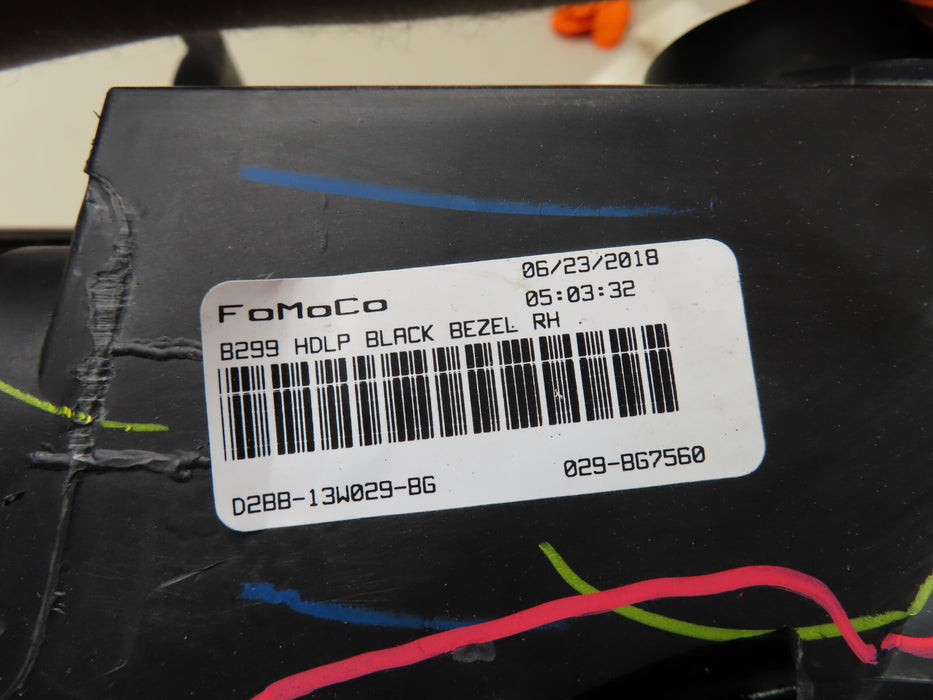 06/23/2018
FoMoCo
05:03:32
B299 HDLP BLACK BEZEL RH
D2BB-13W029-BG
029-BG7560